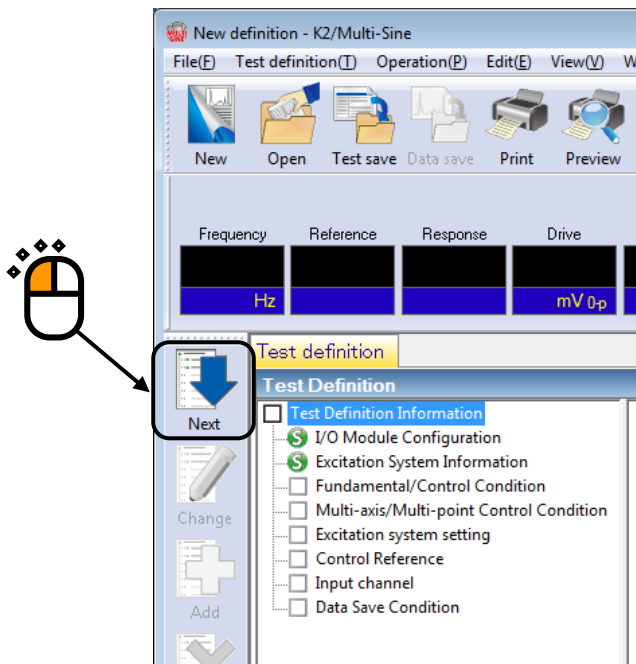 New definition - K2/Multi-Sine
File(F) Test definition(T) Operation(P) Edit(E) View(V) W
New Open Test save Data save Print Preview
Frequency Reference Response Drive
Hz mV 0-p
Test definition
Test Definition
Next
Test Definition Information
I/O Module Configuration
Excitation System Information
Fundamental/Control Condition
Change
Multi-axis/Multi-point Control Condition
Excitation system setting
Control Reference
Input channel
Add
Data Save Condition